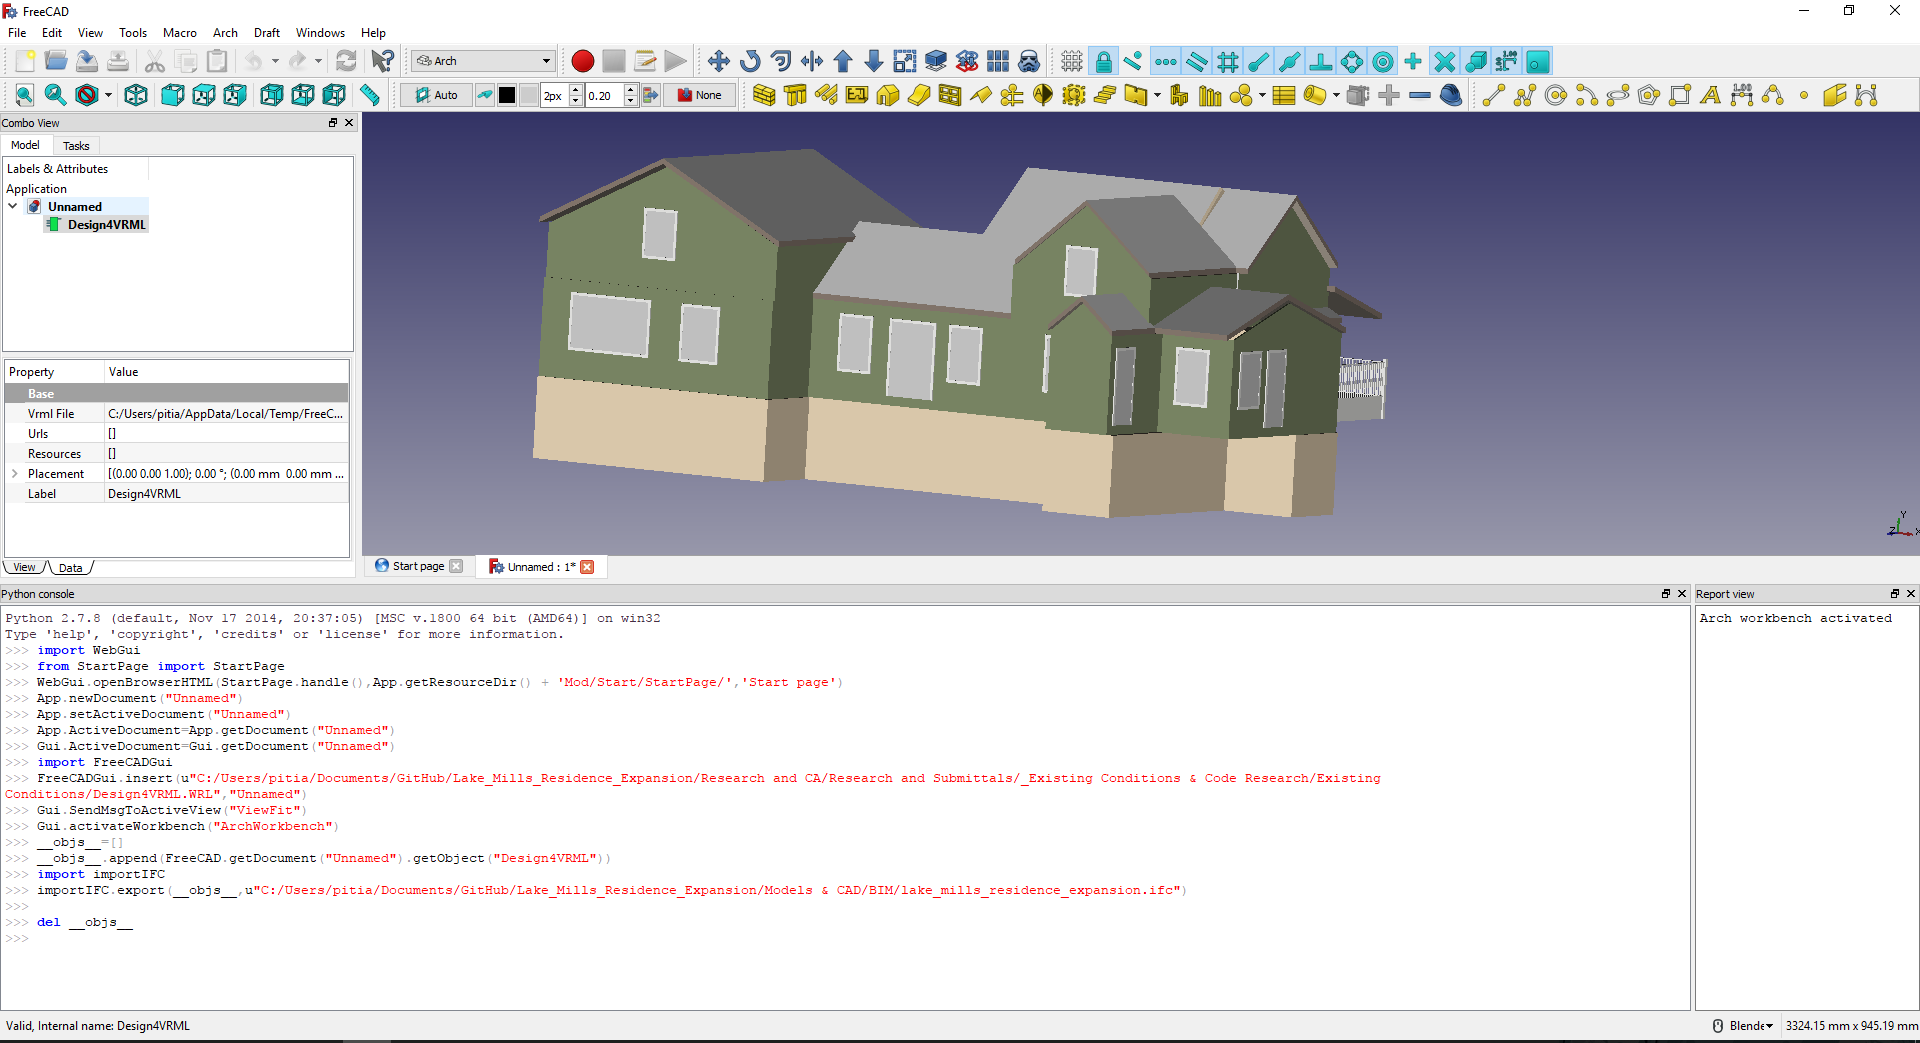 FreeCAD
File Edit View Tools Macro Arch Draft Windows Help
Arch
1.00
Auto 2px 0.20 None
1.00
Combo View
Model Tasks
Labels & Attributes
Application
Unnamed
Design4VRML
Property Value
Base
Vrml File C:/Users/pitia/AppData/Local/Temp/FreeC...
Urls []
Resources []
Placement [(0.00 0.00 1.00); 0.00 °; (0.00 mm 0.00 mm ...
Label Design4VRML
View Data
Y
Z X
Start page Unnamed : 1*
Python console
Python 2.7.8 (default, Nov 17 2014, 20:37:05) [MSC v.1800 64 bit (AMD64)] on win32
Type 'help', 'copyright', 'credits' or 'license' for more information.
>>> import WebGui
>>> from StartPage import StartPage
>>> WebGui.openBrowserHTML(StartPage.handle(),App.getResourceDir() + 'Mod/Start/StartPage/','Start page')
>>> App.newDocument("Unnamed")
>>> App.setActiveDocument("Unnamed")
>>> App.ActiveDocument=App.getDocument("Unnamed")
>>> Gui.ActiveDocument=Gui.getDocument("Unnamed")
>>> import FreeCADGui
>>> FreeCADGui.insert(u"C:/Users/pitia/Documents/GitHub/Lake_Mills_Residence_Expansion/Research and CA/Research and Submittals/_Existing Conditions & Code Research/Existing
Conditions/Design4VRML.WRL","Unnamed")
>>> Gui.SendMsgToActiveView("ViewFit")
>>> Gui.activateWorkbench("ArchWorkbench")
>>> __objs__=[]
>>> __objs__.append(FreeCAD.getDocument("Unnamed").getObject("Design4VRML"))
>>> import importIFC
>>> importIFC.export(__objs__,u"C:/Users/pitia/Documents/GitHub/Lake_Mills_Residence_Expansion/Models & CAD/BIM/lake_mills_residence_expansion.ifc")
>>>
>>> del __objs__
>>>
Report view
Arch workbench activated
Valid, Internal name: Design4VRML
Blende 3324.15 mm x 945.19 mm